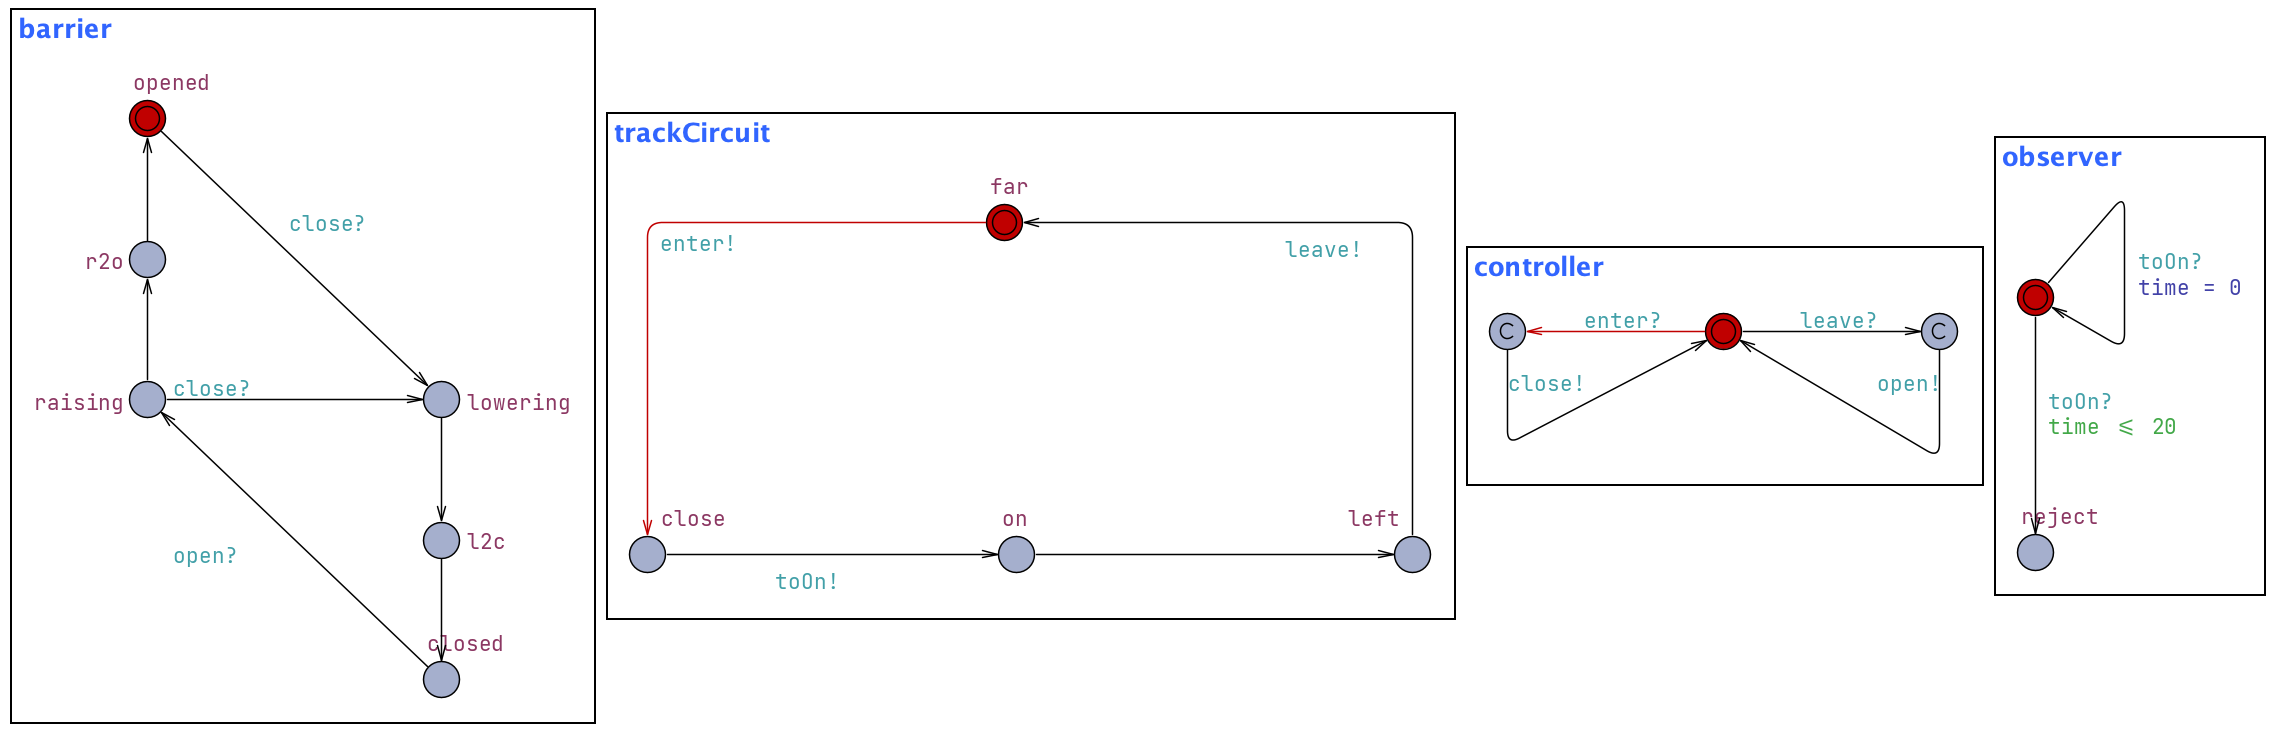 barrier
opened
close?
r2o
raising
close?
lowering
l2c
open?
closed
trackCircuit
far
enter!
leave!
close
on
left
toOn!
controller
C
enter?
leave?
C
close!
open!
observer
toOn?
time = 0
toOn?
time ⩽ 20
reject